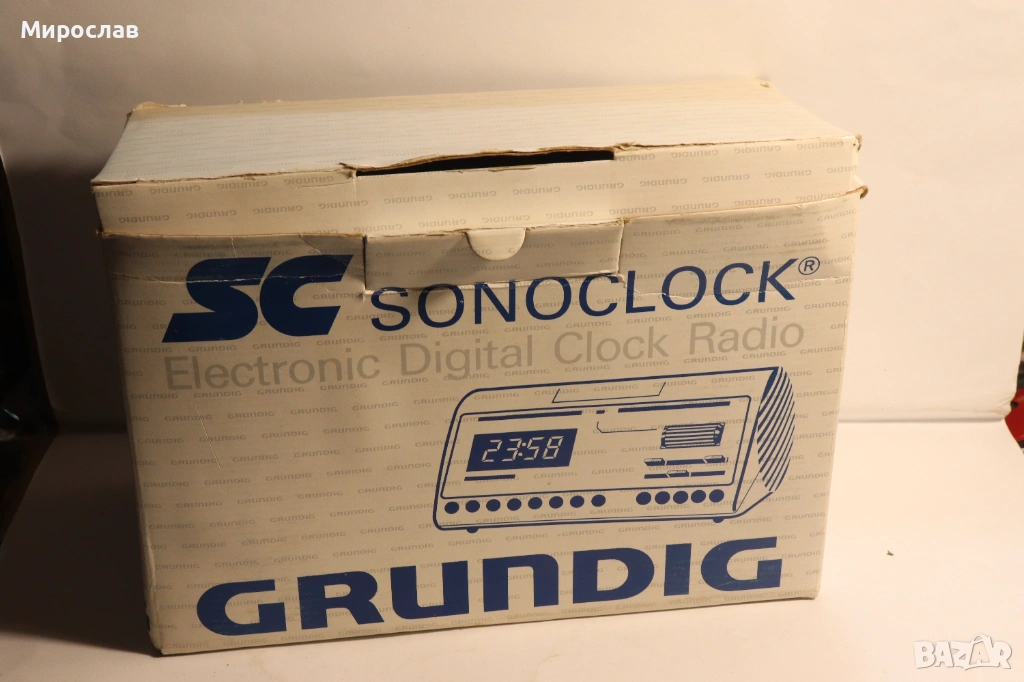 Мирослав
SC SONOCLOCK®
Electronic Digital Clock Radio
23:58
GRUNDIG
BAZAR